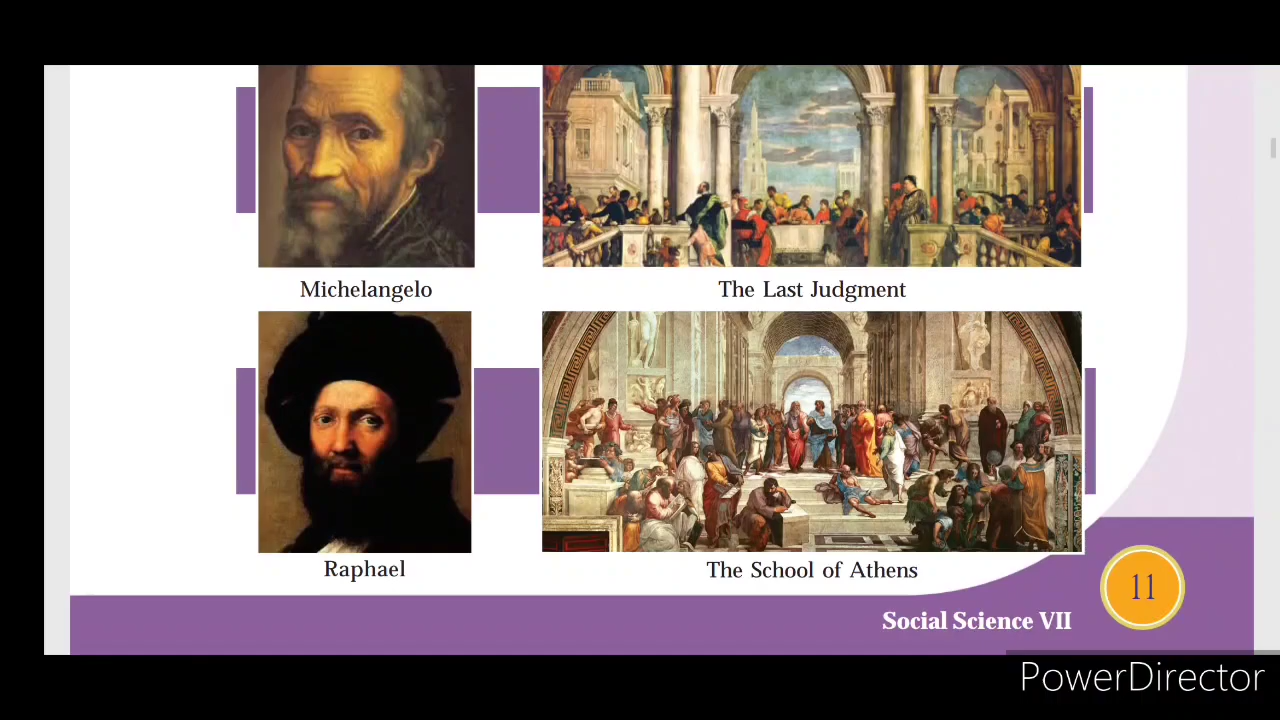 Michelangelo
The Last Judgment
Raphael
The School of Athens
11
Social Science VII
PowerDirector